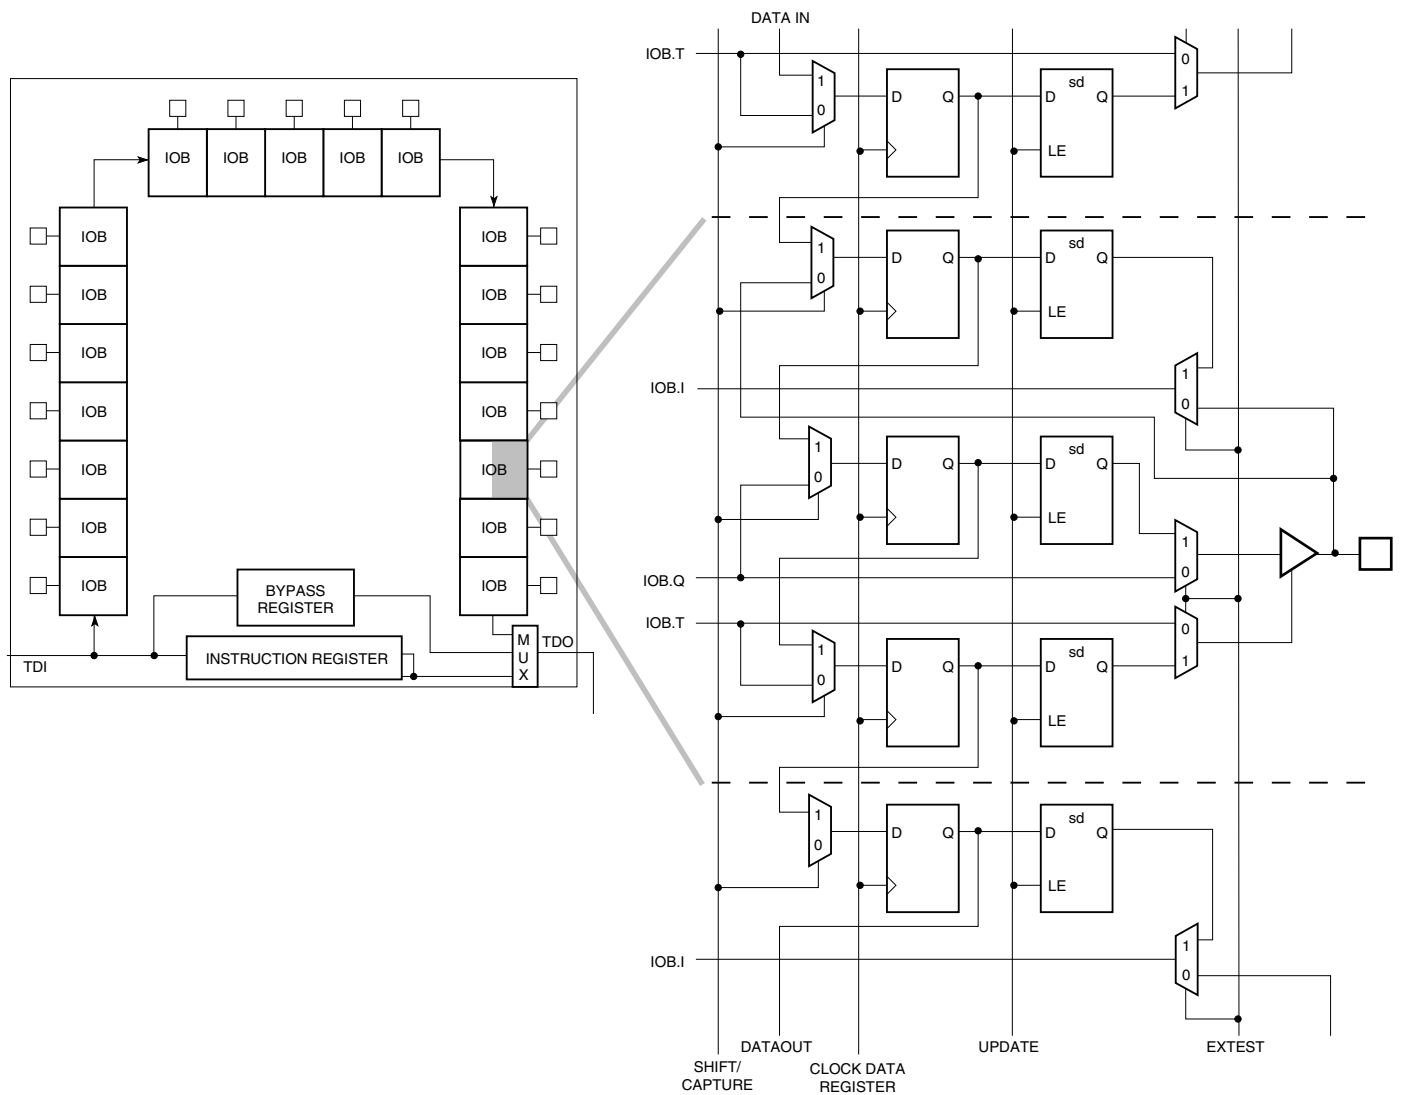 IOB IOB IOB IOB IOB
IOB
IOB
IOB
IOB
IOB
IOB
IOB
IOB
IOB
IOB
IOB
IOB
IOB
IOB
BYPASS
REGISTER
INSTRUCTION REGISTER
M
U
X
TDO
TDI
DATA IN
IOB.T
1
0
D Q
D sd Q
LE
0
1
1
0
D Q
D sd Q
LE
IOB.I
1
0
1
0
D Q
D sd Q
LE
1
0
IOB.Q
IOB.T
0
1
1
0
D Q
D sd Q
LE
1
0
D Q
D sd Q
LE
IOB.I
1
0
DATAOUT
UPDATE
EXTEST
SHIFT/
CAPTURE
CLOCK DATA
REGISTER